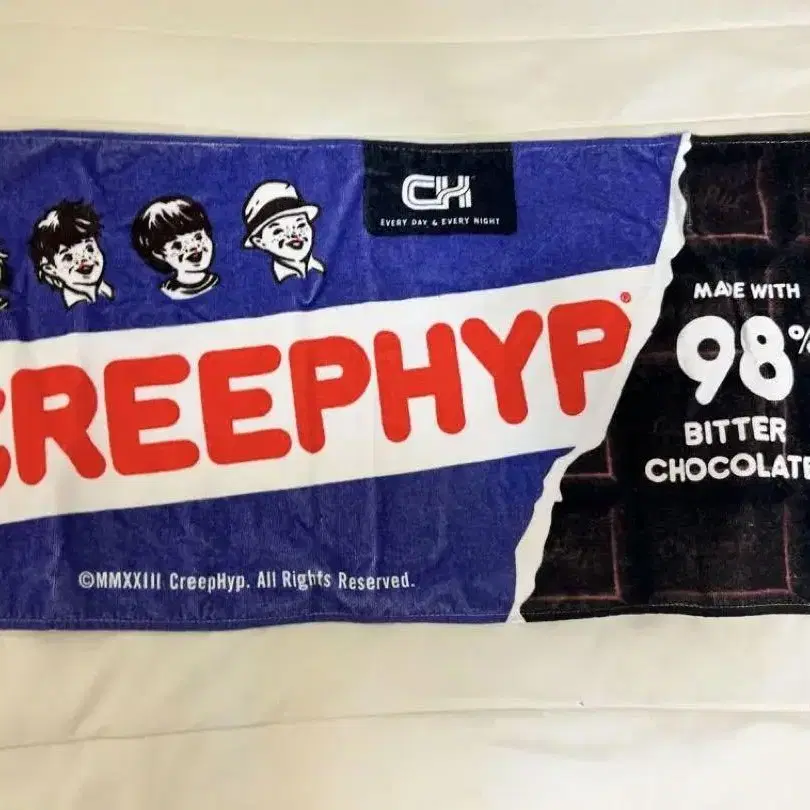 CH
EVERY DAY & EVERY NIGHT
CREEPHYP®
MADE WITH
98%
BITTER
CHOCOLATE
©MMXXIII CreepHyp. All Rights Reserved.